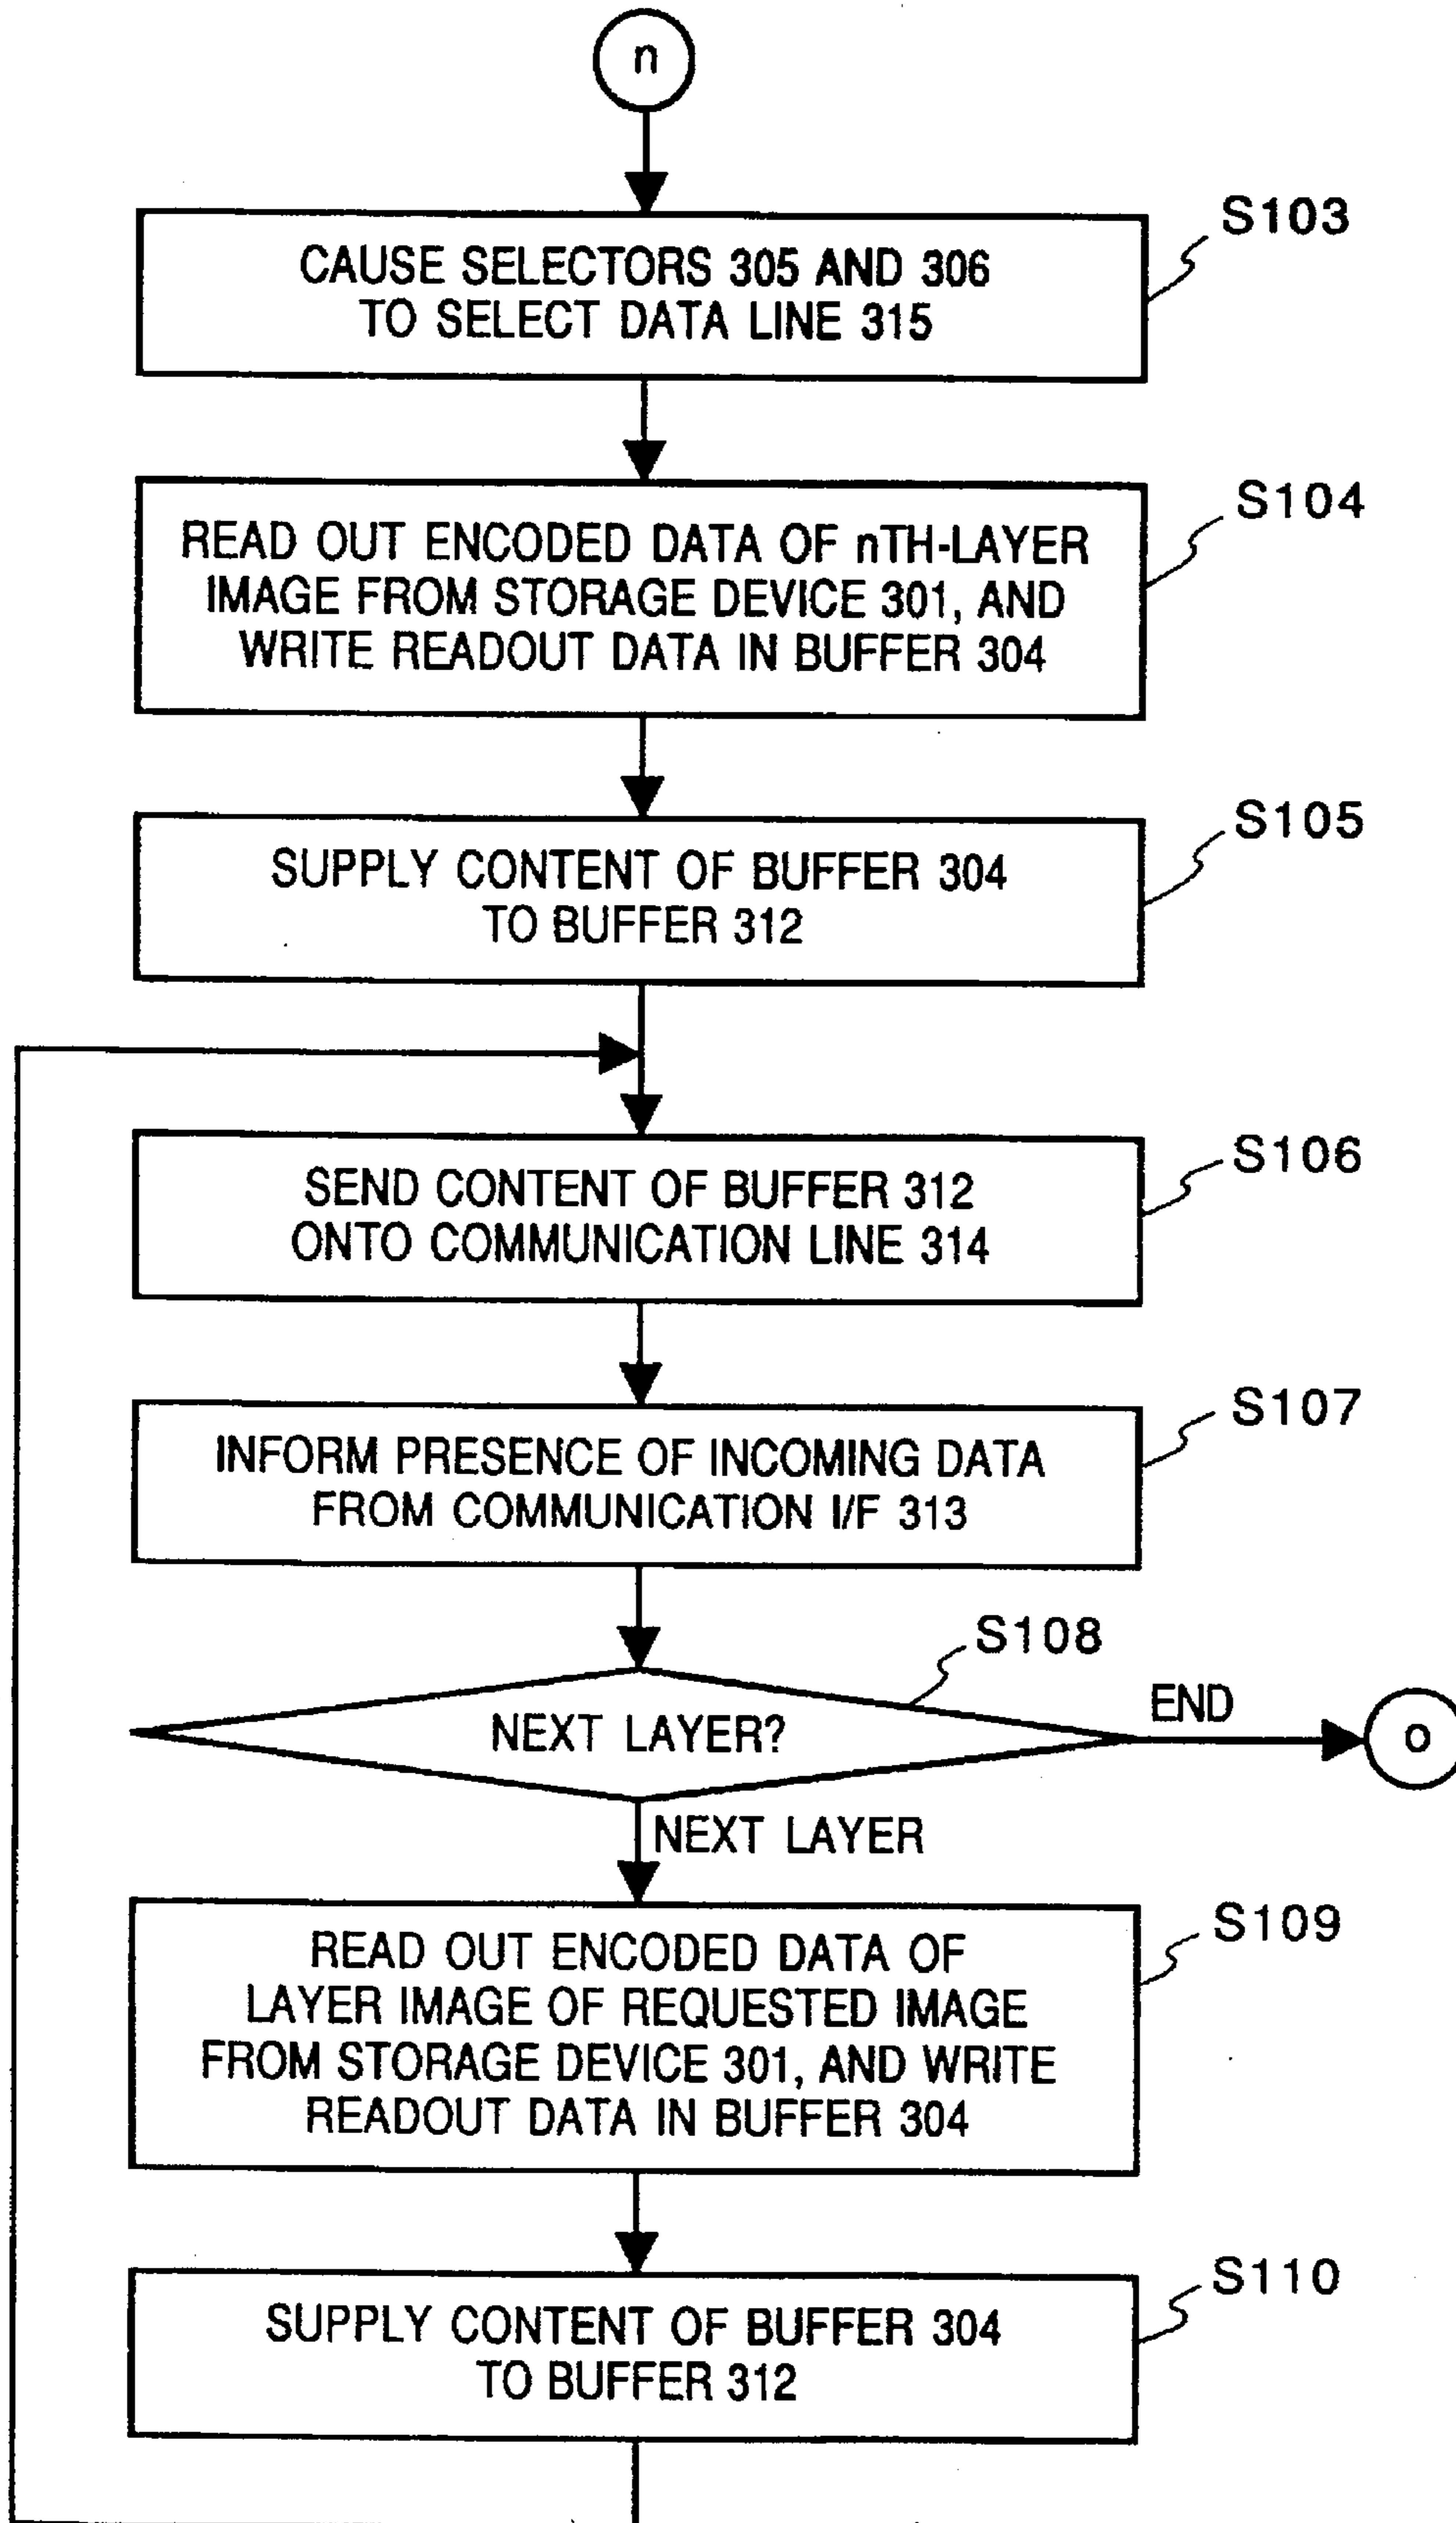 n
S103
CAUSE SELECTORS 305 AND 306
TO SELECT DATA LINE 315
S104
READ OUT ENCODED DATA OF nTH-LAYER
IMAGE FROM STORAGE DEVICE 301, AND
WRITE READOUT DATA IN BUFFER 304
S105
SUPPLY CONTENT OF BUFFER 304
TO BUFFER 312
S106
SEND CONTENT OF BUFFER 312
ONTO COMMUNICATION LINE 314
S107
INFORM PRESENCE OF INCOMING DATA
FROM COMMUNICATION I/F 313
S108
NEXT LAYER?
END
o
NEXT LAYER
S109
READ OUT ENCODED DATA OF
LAYER IMAGE OF REQUESTED IMAGE
FROM STORAGE DEVICE 301, AND WRITE
READOUT DATA IN BUFFER 304
S110
SUPPLY CONTENT OF BUFFER 304
TO BUFFER 312